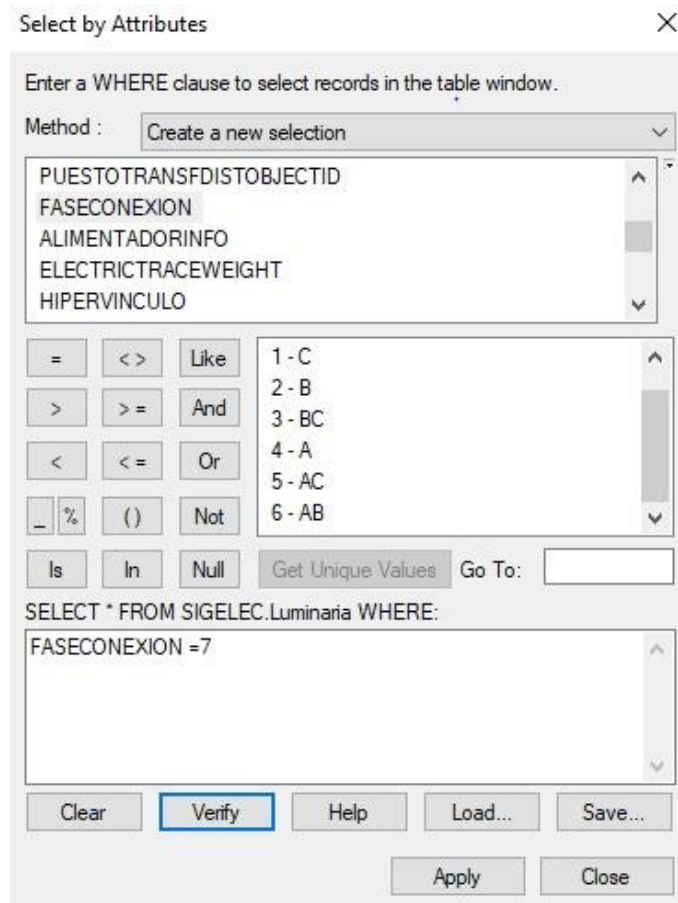 Select by Attributes
Enter a WHERE clause to select records in the table window.
Method : Create a new selection
PUESTOTRANSFDISTOBJECTID
FASECONEXION
ALIMENTADORINFO
ELECTRICTRACEWEIGHT
HIPERVINCULO
= < > Like
> > = And
< < = Or
_ % ( ) Not
Is In Null
1 - C
2 - B
3 - BC
4 - A
5 - AC
6 - AB
Get Unique Values Go To:
SELECT * FROM SIGELEC.Luminaria WHERE:
FASECONEXION =7
Clear Verify Help Load... Save...
Apply Close